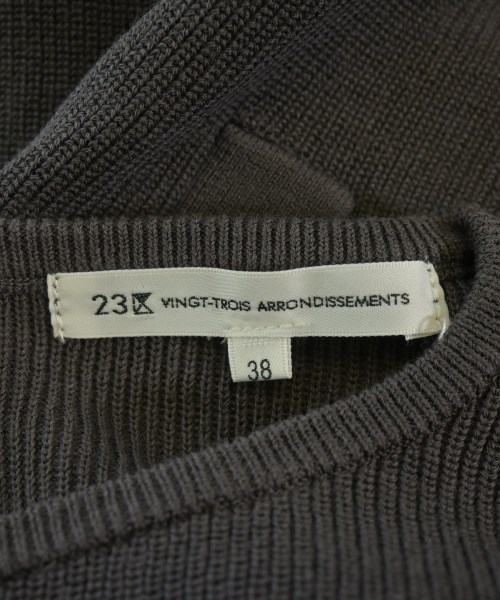 23区 VINGT-TROIS ARRONDISSEMENTS
38